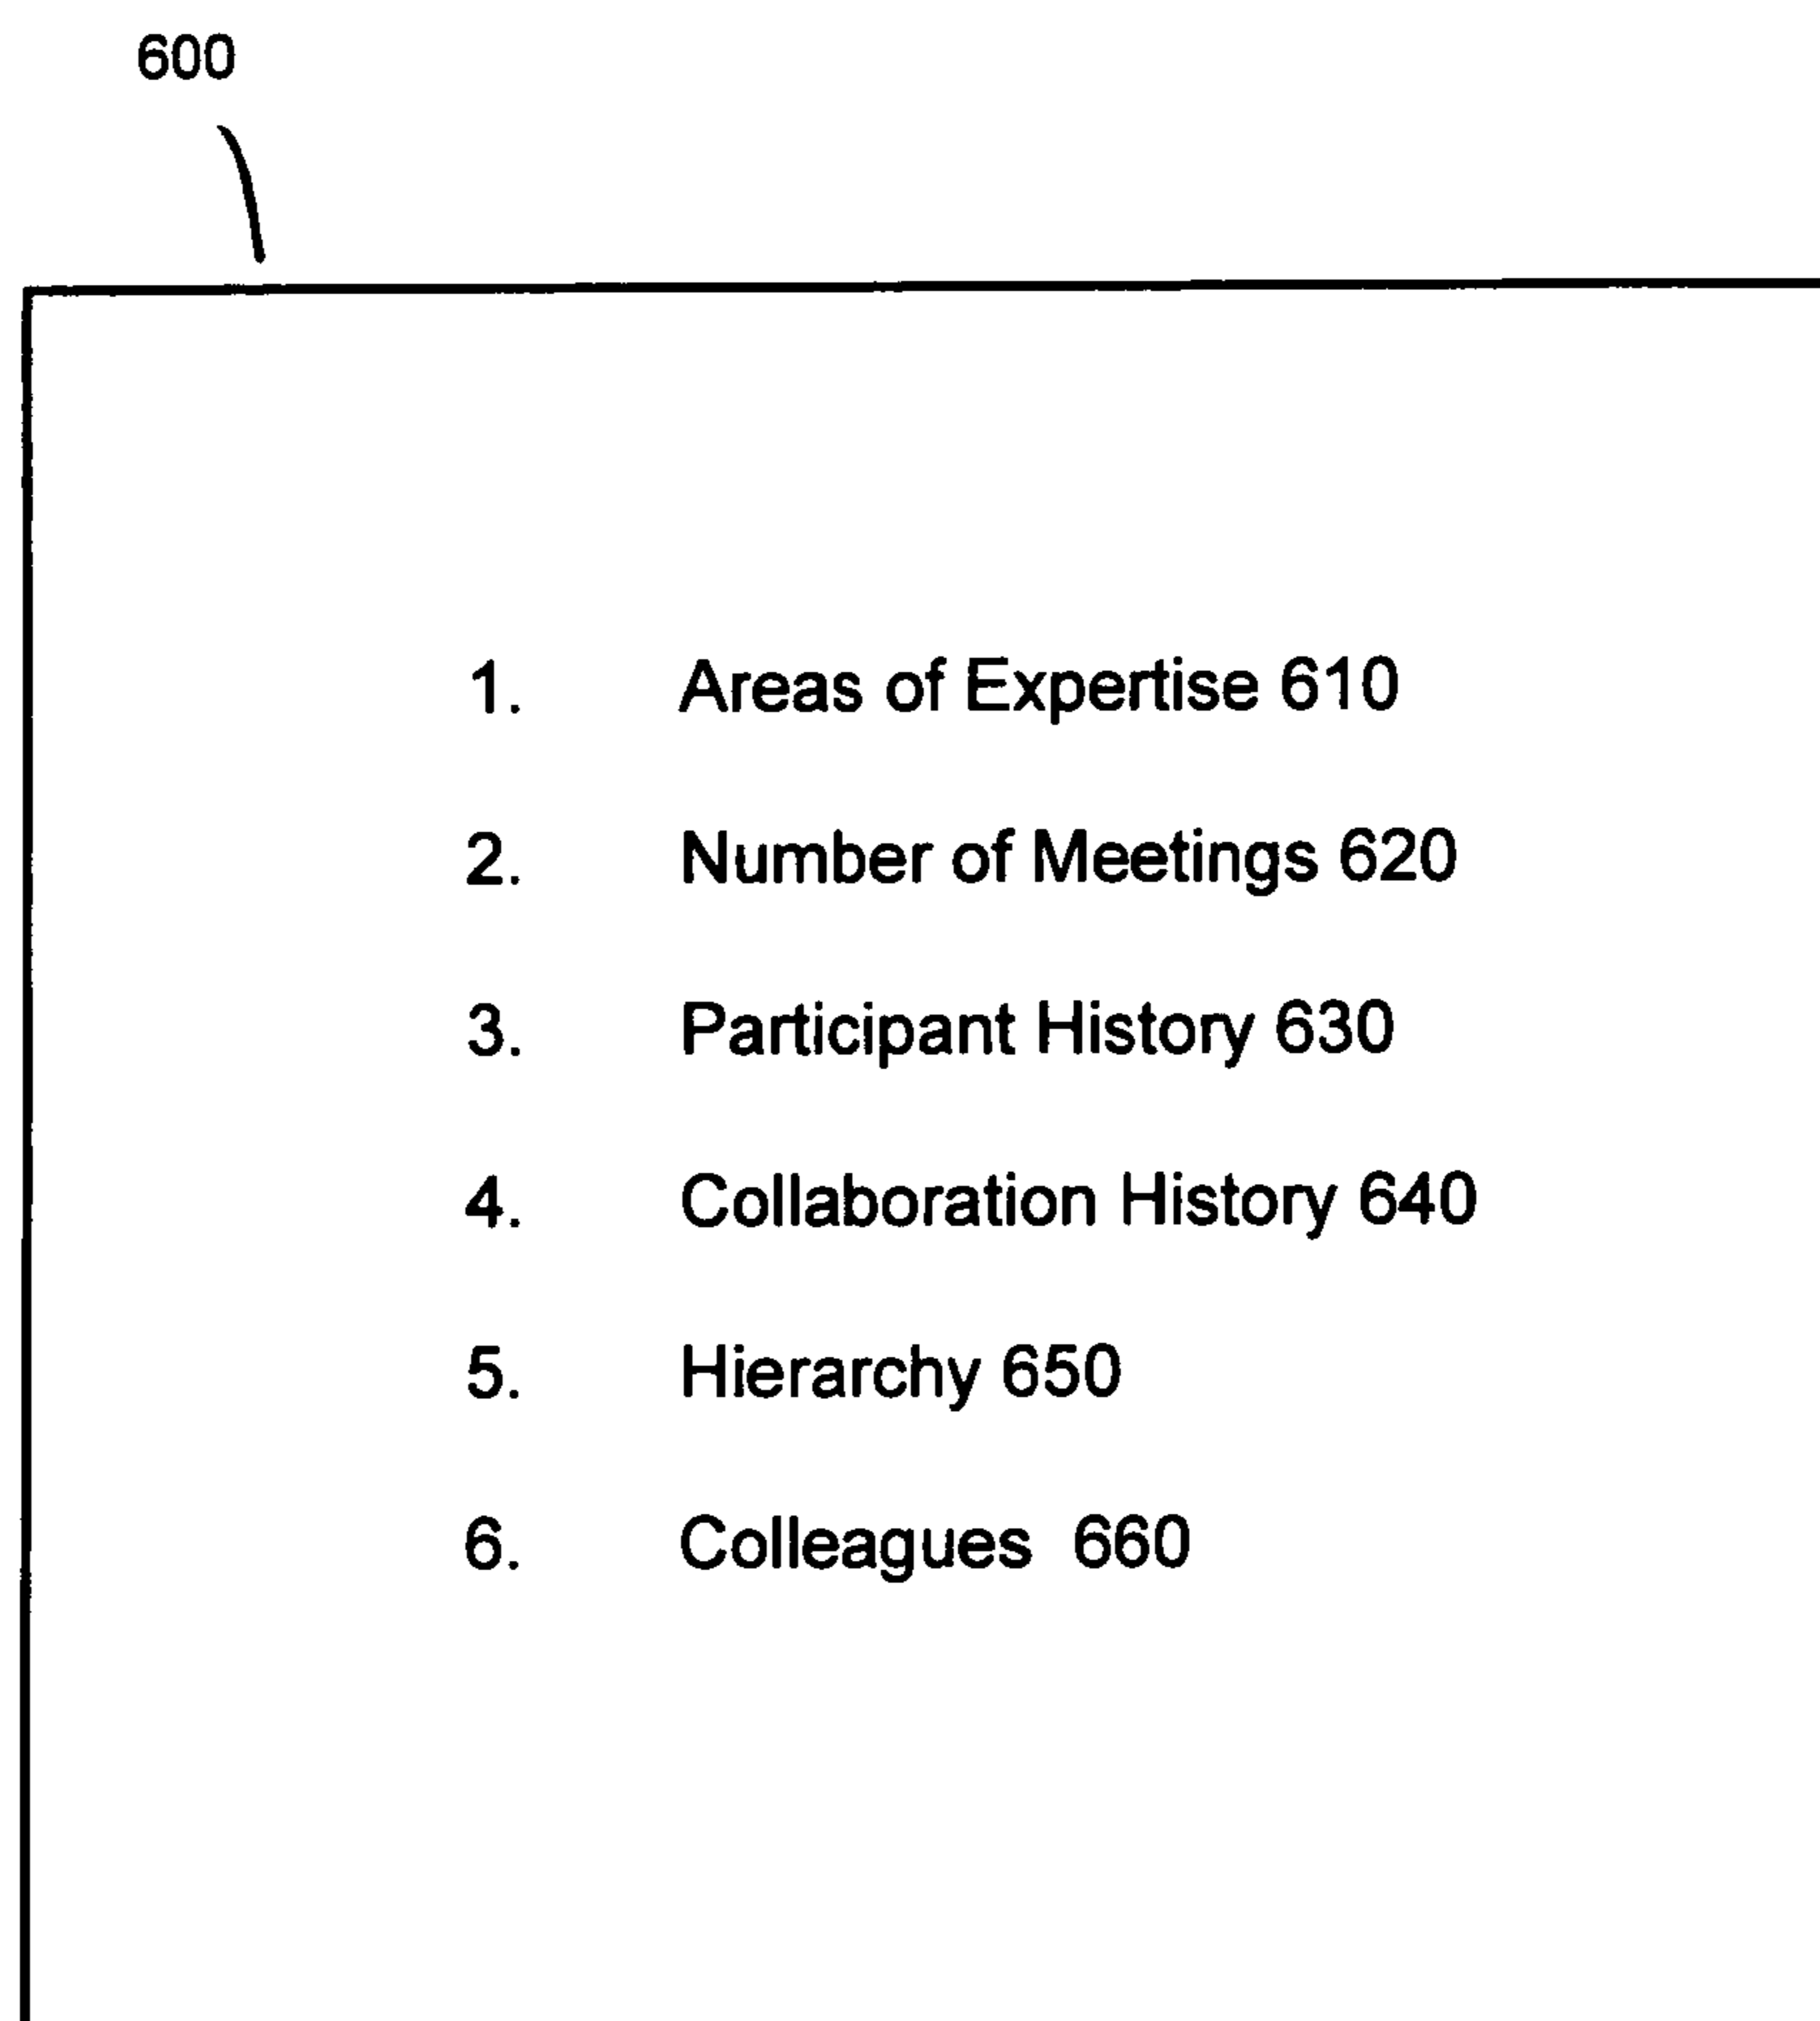 600
1. Areas of Expertise 610
2. Number of Meetings 620
3. Participant History 630
4. Collaboration History 640
5. Hierarchy 650
6. Colleagues 660